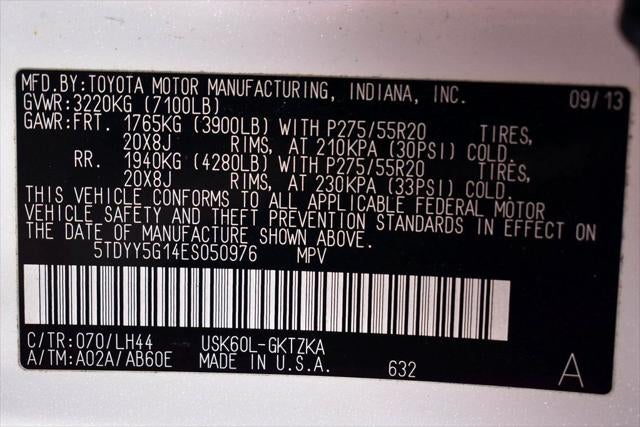 MFD.BY:TOYOTA MOTOR MANUFACTURING, INDIANA, INC. 09/13
GVWR:3220KG (7100LB)
GAWR:FRT. 1765KG (3900LB) WITH P275/55R20 TIRES,
20X8J RIMS, AT 210KPA (30PSI) COLD.
RR. 1940KG (4280LB) WITH P275/55R20 TIRES,
20X8J RIMS, AT 230KPA (33PSI) COLD.
THIS VEHICLE CONFORMS TO ALL APPLICABLE FEDERAL MOTOR
VEHICLE SAFETY AND THEFT PREVENTION STANDARDS IN EFFECT ON
THE DATE OF MANUFACTURE SHOWN ABOVE.
5TDYY5G14ES050976 MPV
C/TR:070/LH44 USK60L-GKTZKA
A/TM:A02A/AB60E MADE IN U.S.A. 632 A